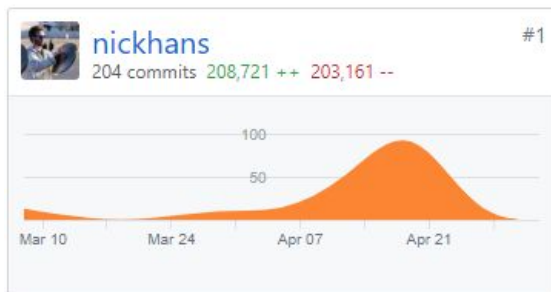 nickhans
#1
204 commits 208,721 ++ 203,161 --
100
50
Mar 10 Mar 24 Apr 07 Apr 21